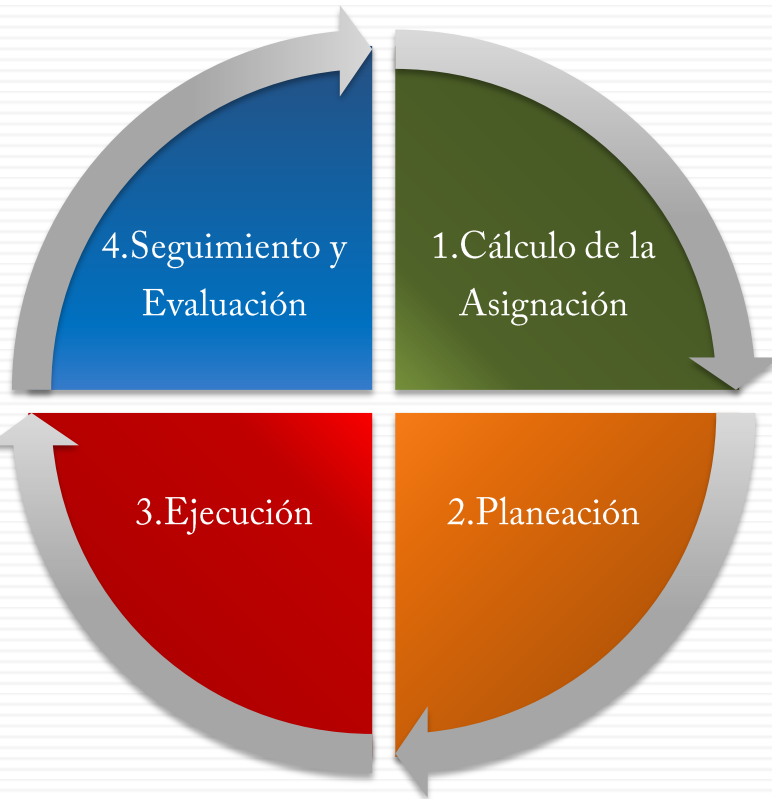 4.Seguimiento y
Evaluación
1.Cálculo de la
Asignación
3.Ejecución
2.Planeación